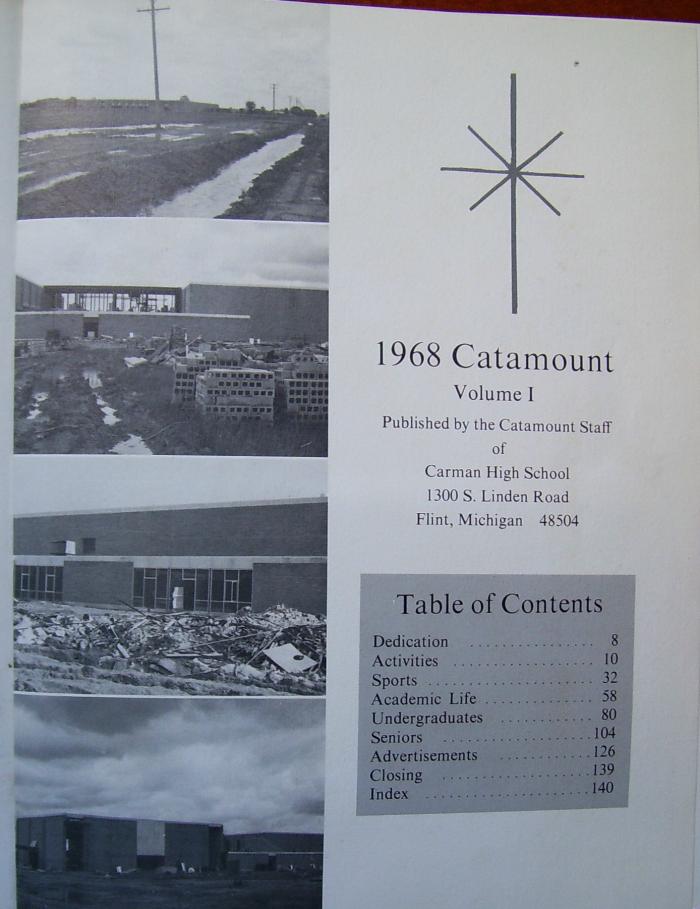 1968 Catamount
Volume I
Published by the Catamount Staff
of
Carman High School
1300 S. Linden Road
Flint, Michigan 48504
Table of Contents
Dedication ................ 8
Activities .................. 10
Sports ..................... 32
Academic Life ............. 58
Undergraduates ............ 80
Seniors ................... 104
Advertisements ............ 126
Closing .................... 139
Index ...................... 140